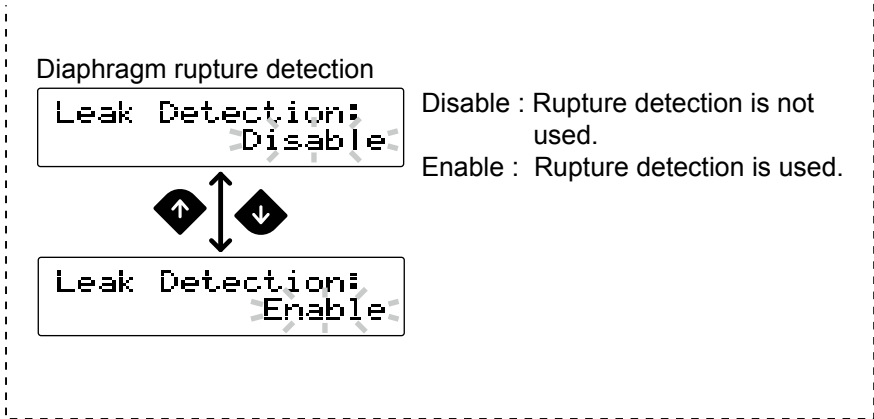 Diaphragm rupture detection
Leak Detection:
Disable
Disable : Rupture detection is not
used.
Enable : Rupture detection is used.
Leak Detection:
Enable